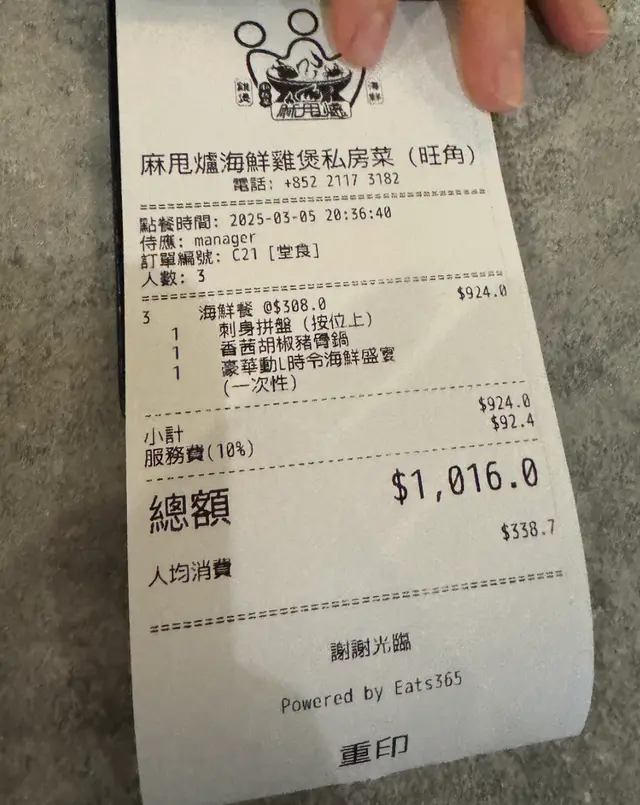 雞煲
海鮮
麻甩爐
麻甩爐海鮮雞煲私房菜 (旺角)
電話: +852 2117 3182
點餐時間: 2025-03-05 20:36:40
侍應: manager
訂單編號: C21 [堂食]
人數: 3
3 海鮮餐 @$308.0 $924.0
1 刺身拼盤 (按位上)
1 香茜胡椒豬骨鍋
1 豪華動L時令海鮮盛宴
(一次性)
小計 $924.0
服務費(10%) $92.4
總額 $1,016.0
人均消費 $338.7
謝謝光臨
Powered by Eats365
重印